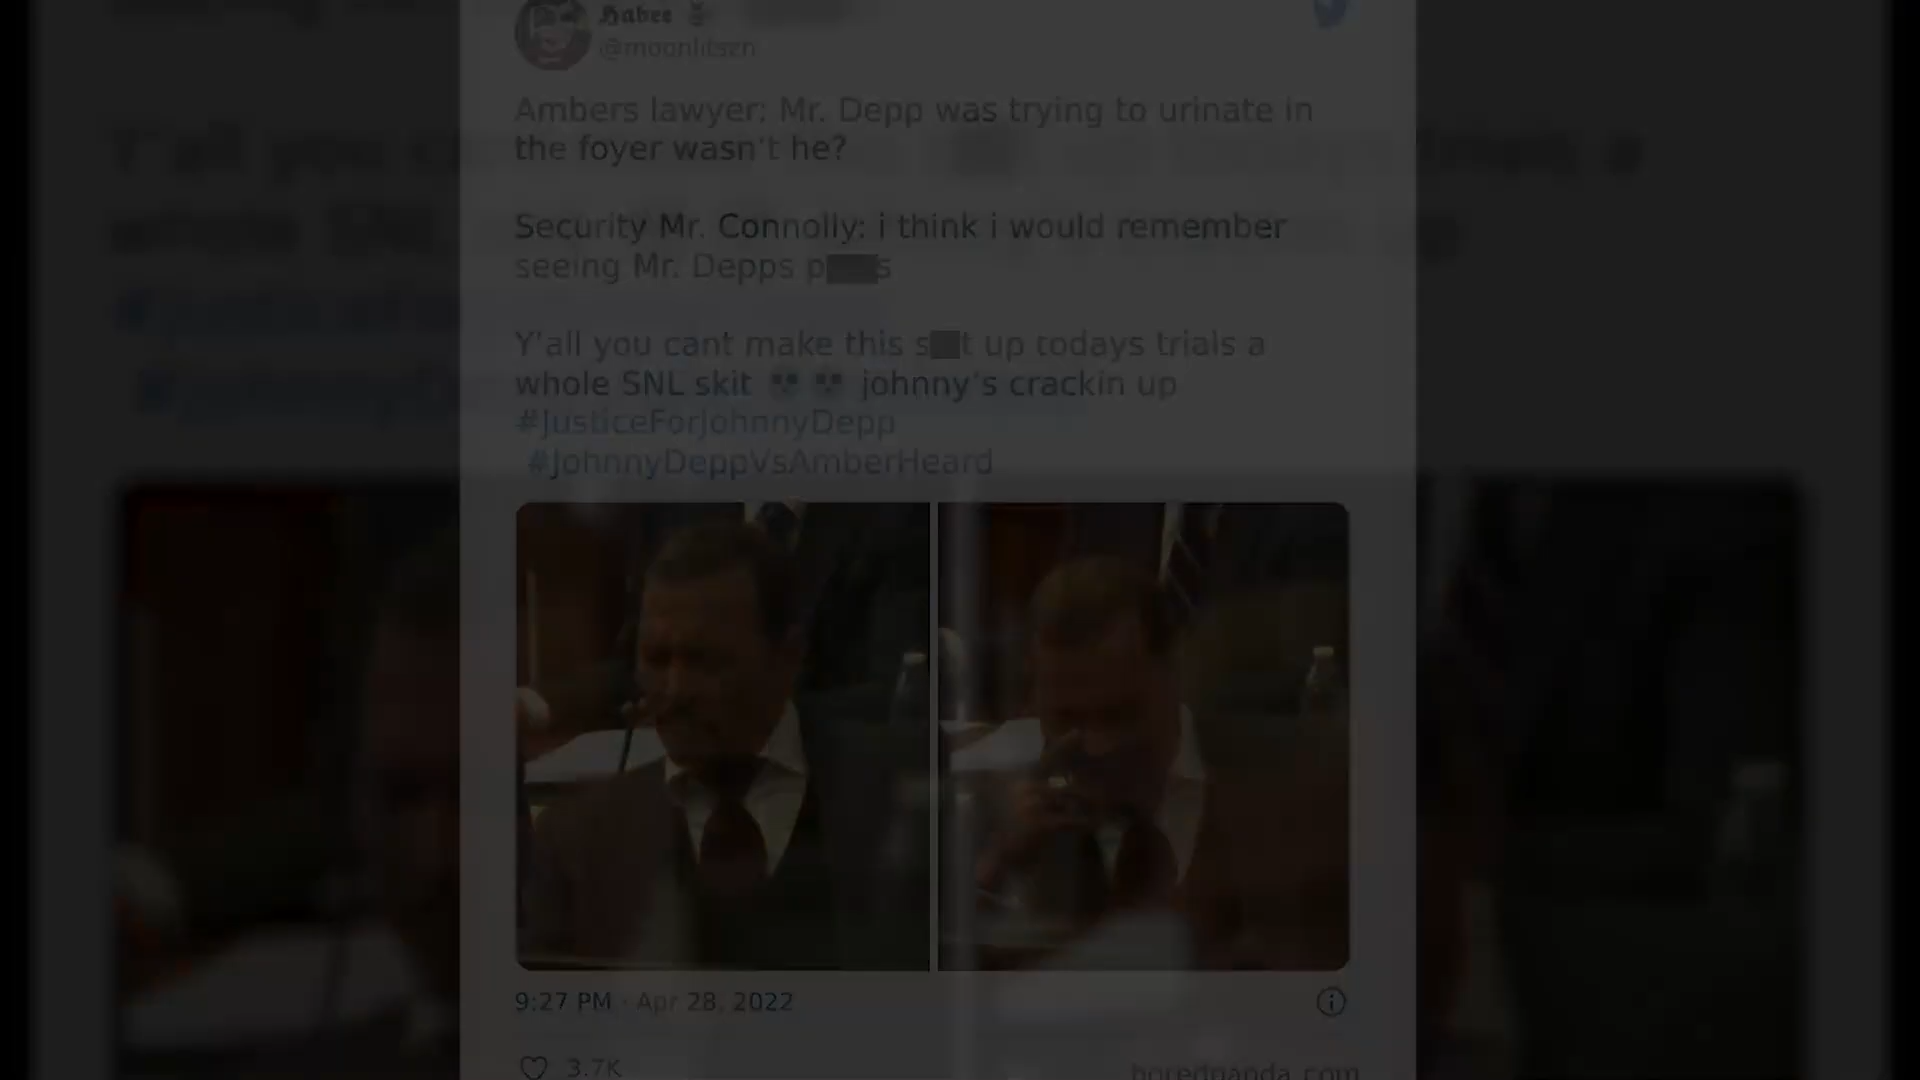 Habee
@moonlitsen
Ambers lawyer: Mr. Depp was trying to urinate in
the foyer wasn't he?
Security Mr. Connolly: i think i would remember
seeing Mr. Depps p s
Y'all you cant make this s t up todays trials a
whole SNL skit 💀 💀 johnny's crackin up
#JusticeForJohnnyDepp
#JohnnyDeppVsAmberHeard
9:27 PM · Apr 28, 2022
3.7K
boredpanda.com